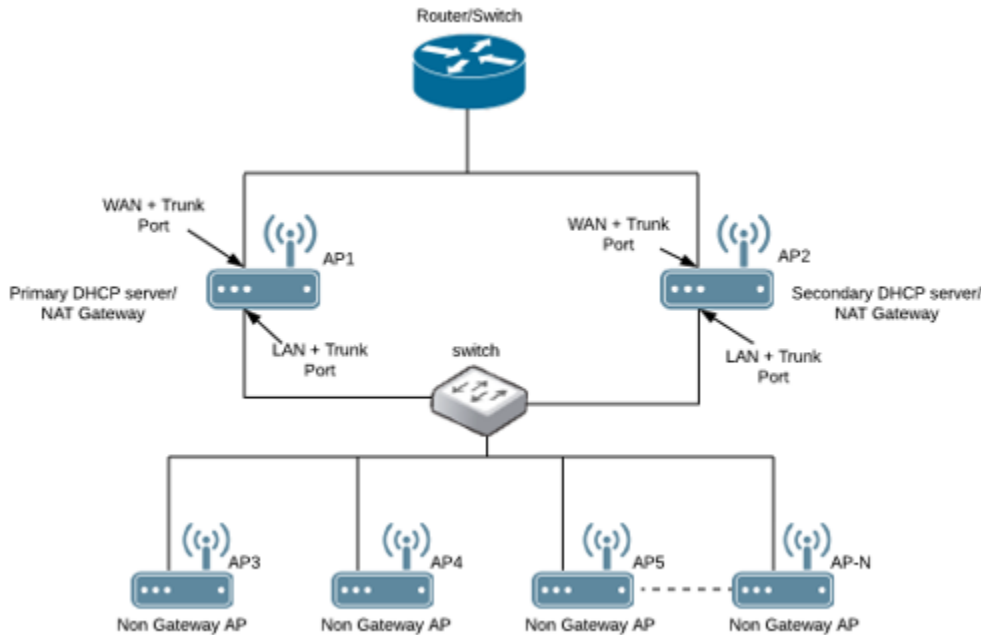 Router/Switch
WAN + Trunk
Port
AP1
WAN + Trunk
Port
AP2
Primary DHCP server/
NAT Gateway
Secondary DHCP server/
NAT Gateway
LAN + Trunk
Port
switch
LAN + Trunk
Port
AP3
AP4
AP5
AP-N
Non Gateway AP
Non Gateway AP
Non Gateway AP
Non Gateway AP